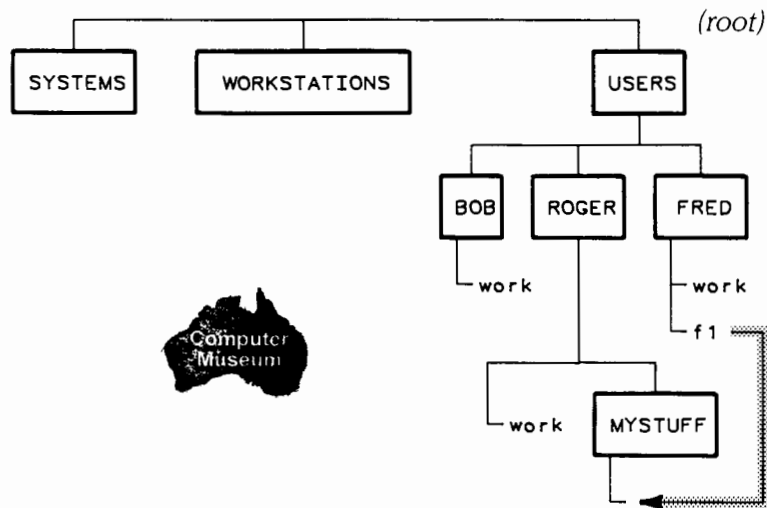 (root)
SYSTEMS
WORKSTATIONS
USERS
BOB
ROGER
FRED
work
work
f1
work
MYSTUFF
Computer
Museum